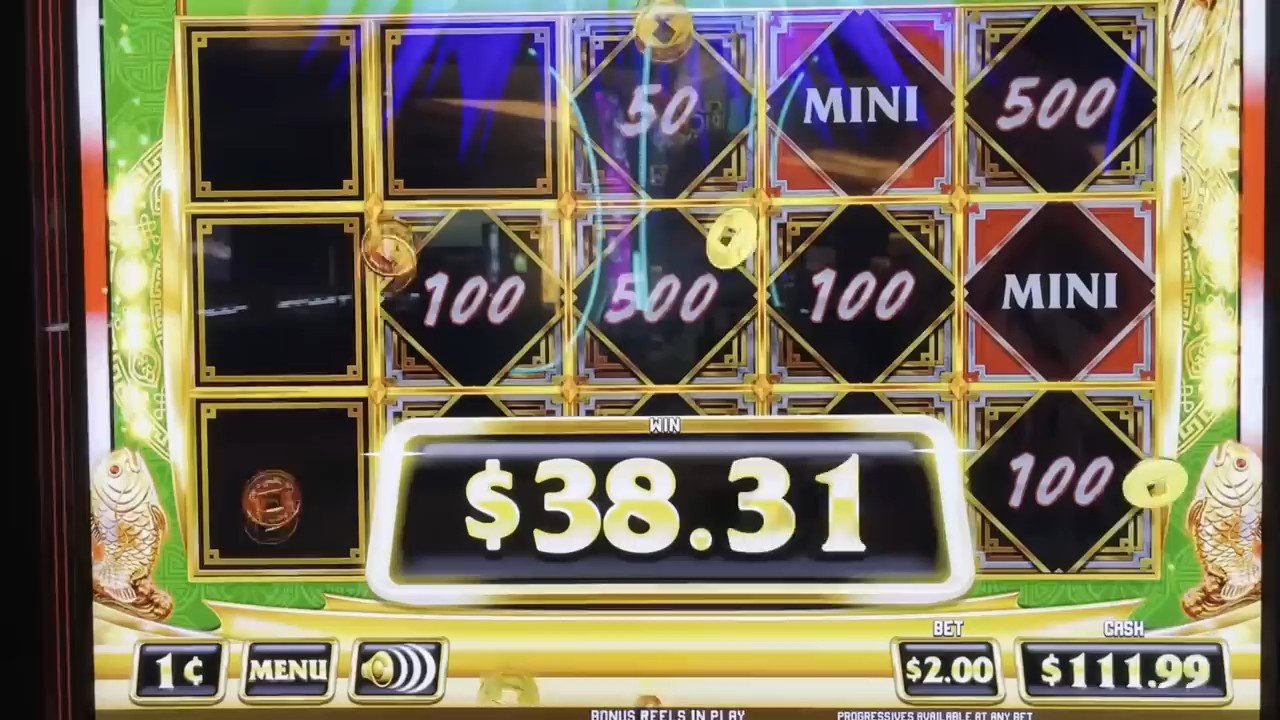 50 MINI 500
100 500 100 MINI
100
WIN
$38.31
BET CASH
1¢ MENU $2.00 $111.99
BONUS REELS IN PLAY PROGRESSIVES AVAILABLE AT ANY BET